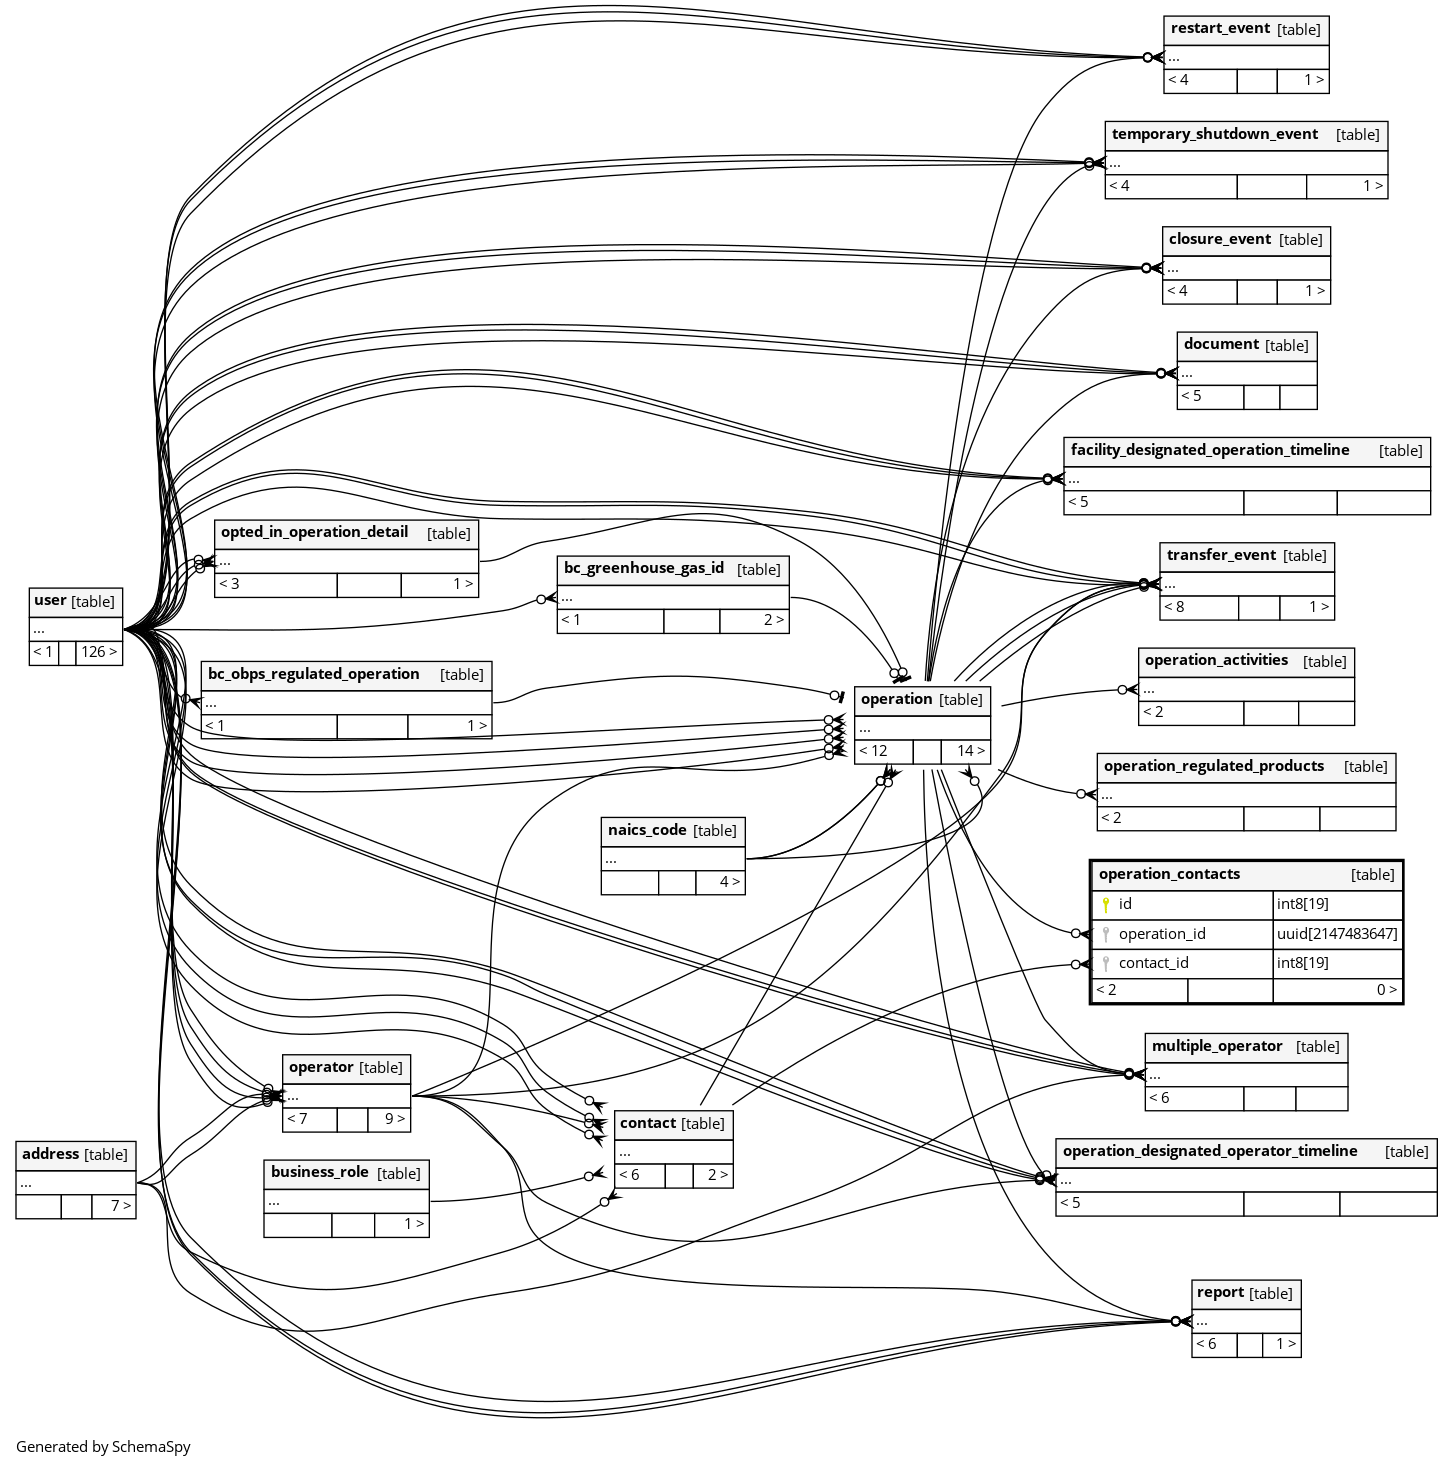 restart_event [table]
...
< 4 1 >
temporary_shutdown_event [table]
...
< 4 1 >
closure_event [table]
...
< 4 1 >
document [table]
...
< 5
facility_designated_operation_timeline [table]
...
< 5
transfer_event [table]
...
< 8 1 >
opted_in_operation_detail [table]
...
< 3 1 >
bc_greenhouse_gas_id [table]
...
< 1 2 >
user [table]
...
< 1 126 >
bc_obps_regulated_operation [table]
...
< 1 1 >
operation [table]
...
< 12 14 >
operation_activities [table]
...
< 2
operation_regulated_products [table]
...
< 2
naics_code [table]
...
4 >
operation_contacts [table]
id int8[19]
operation_id uuid[2147483647]
contact_id int8[19]
< 2 0 >
multiple_operator [table]
...
< 6
operator [table]
...
< 7 9 >
contact [table]
...
< 6 2 >
operation_designated_operator_timeline [table]
...
< 5
address [table]
...
7 >
business_role [table]
...
1 >
report [table]
...
< 6 1 >
Generated by SchemaSpy